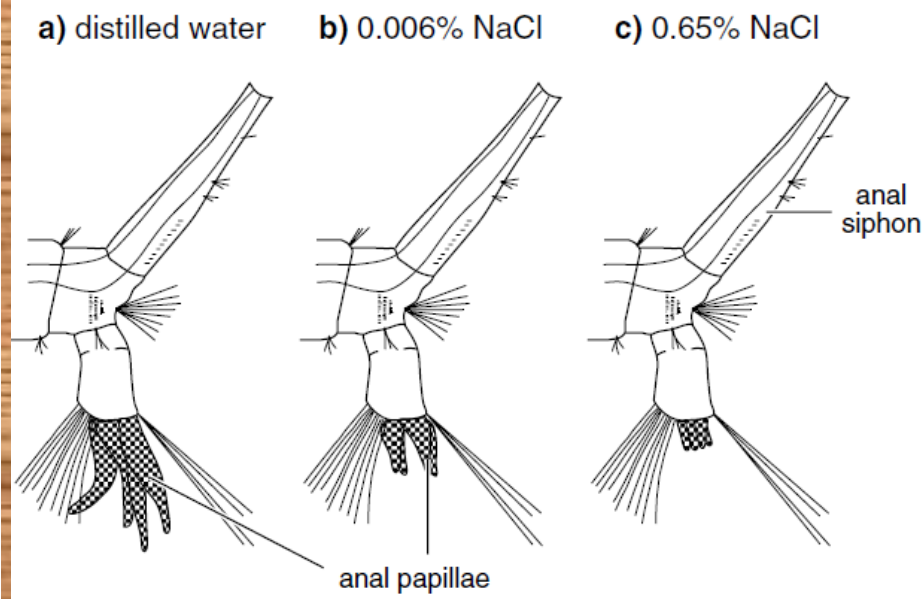 a) distilled water
b) 0.006% NaCl
c) 0.65% NaCl
anal
siphon
anal papillae